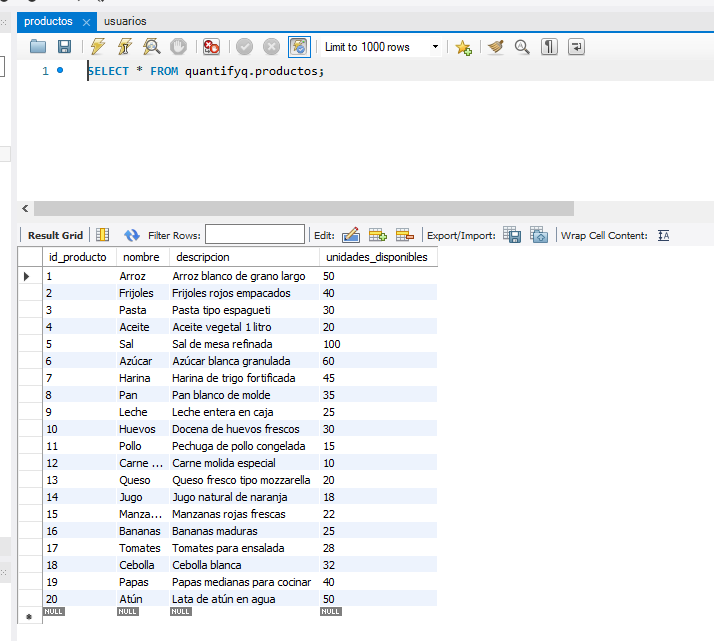 productos usuarios
Limit to 1000 rows
1 SELECT * FROM quantifyq.productos;
Result Grid Filter Rows: Edit: Export/Import: Wrap Cell Content:
id_producto nombre descripcion unidades_disponibles
1 Arroz Arroz blanco de grano largo 50
2 Frijoles Frijoles rojos empacados 40
3 Pasta Pasta tipo espagueti 30
4 Aceite Aceite vegetal 1 litro 20
5 Sal Sal de mesa refinada 100
6 Azúcar Azúcar blanca granulada 60
7 Harina Harina de trigo fortificada 45
8 Pan Pan blanco de molde 35
9 Leche Leche entera en caja 25
10 Huevos Docena de huevos frescos 30
11 Pollo Pechuga de pollo congelada 15
12 Carne ... Carne molida especial 10
13 Queso Queso fresco tipo mozzarella 20
14 Jugo Jugo natural de naranja 18
15 Manza... Manzanas rojas frescas 22
16 Bananas Bananas maduras 25
17 Tomates Tomates para ensalada 28
18 Cebolla Cebolla blanca 32
19 Papas Papas medianas para cocinar 40
20 Atún Lata de atún en agua 50
NULL NULL NULL NULL